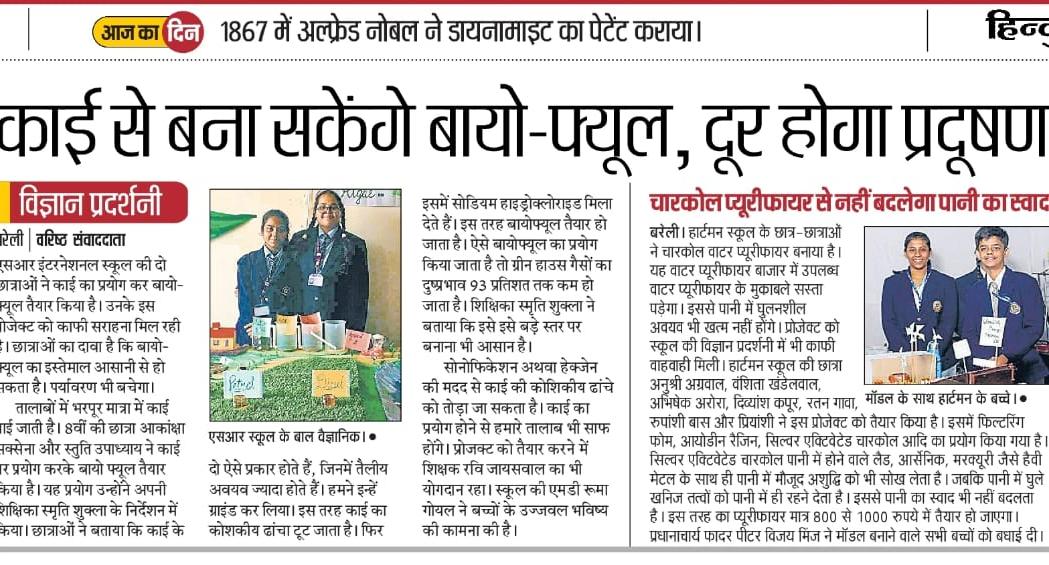 आज का दिन
1867 में अल्फ्रेड नोबल ने डायनामाइट का पेटेंट कराया।
काई से बना सकेंगे बायो-फ्यूल, दूर होगा प्रदूषण
विज्ञान प्रदर्शनी
वरिष्ठ संवाददाता
इंटरनेशनल स्कूल की दो
छात्राओं ने काई का प्रयोग कर बायो-
तैयार किया है। उनके इस
को काफी सराहना मिल रही
है। छात्राओं का दावा है कि बायो-
का इस्तेमाल आसानी से हो
सकता है। पर्यावरण भी बचेगा।
तालाबों में भरपूर मात्रा में काई
जाती है। 8वीं की छात्रा आकांक्षा
सक्सेना और स्तुति उपाध्याय ने काई
प्रयोग करके बायो फ्यूल तैयार
किया है। यह प्रयोग उन्होंने अपनी
शिक्षिका स्मृति शुक्ला के निर्देशन में
किया। छात्राओं ने बताया कि काई के
Algae
Petrol
एसआर स्कूल के बाल वैज्ञानिक।
दो ऐसे प्रकार होते हैं, जिनमें तैलीय
अवयव ज्यादा होते हैं। हमने इन्हें
ग्राइंड कर लिया। इस तरह काई का
कोशकीय ढांचा टूट जाता है। फिर
इसमें सोडियम हाइड्रोक्लोराइड मिला
देते हैं। इस तरह बायोफ्यूल तैयार हो
जाता है। ऐसे बायोफ्यूल का प्रयोग
किया जाता है तो ग्रीन हाउस गैसों का
दुष्प्रभाव 93 प्रतिशत तक कम हो
जाता है। शिक्षिका स्मृति शुक्ला ने
बताया कि इसे इसे बड़े स्तर पर
बनाना भी आसान है।
सोनोफिकेशन अथवा हेक्जेन
की मदद से काई की कोशिकीय ढांचे
को तोड़ा जा सकता है। काई का
प्रयोग होने से हमारे तालाब भी साफ
होंगे। प्रोजक्ट को तैयार करने में
शिक्षक रवि जायसवाल का भी
योगदान रहा। स्कूल की एमडी रूमा
गोयल ने बच्चों के उज्जवल भविष्य
की कामना की है।
चारकोल प्यूरीफायर से नहीं बदलेगा पानी का स्वाद
बरेली। हार्टमन स्कूल के छात्र-छात्राओं
ने चारकोल वाटर प्यूरीफायर बनाया है।
यह वाटर प्यूरीफायर बाजार में उपलब्ध
वाटर प्यूरीफायर के मुकाबले सस्ता
पड़ेगा। इससे पानी में घुलनशील
अवयव भी खत्म नहीं होंगे। प्रोजेक्ट को
स्कूल की विज्ञान प्रदर्शनी में भी काफी
वाहवाही मिली। हार्टमन स्कूल की छात्रा
अनुश्री अग्रवाल, वंशिता खंडेलवाल,
अभिषेक अरोरा, दिव्यांश कपूर, रतन गावा,
मॉडल के साथ हार्टमन के बच्चे।
रुपांशी बास और प्रियांशी ने इस प्रोजेक्ट को तैयार किया है। इसमें फिल्टरिंग
फोम, आयोडीन रैजिन, सिल्वर एक्टिवेटेड चारकोल आदि का प्रयोग किया गया है।
सिल्वर एक्टिवेटेड चारकोल पानी में होने वाले लैड, आर्सेनिक, मरक्यूरी जैसे हैवी
मेटल के साथ ही पानी में मौजूद अशुद्धि को भी सोख लेता है। जबकि पानी में घुले
खनिज तत्वों को पानी में ही रहने देता है। इससे पानी का स्वाद भी नहीं बदलता
है। इस तरह का प्यूरीफायर मात्र 800 से 1000 रुपये में तैयार हो जाएगा।
प्रधानाचार्य फादर पीटर विजय मिंज ने मॉडल बनाने वाले सभी बच्चों को बधाई दी।